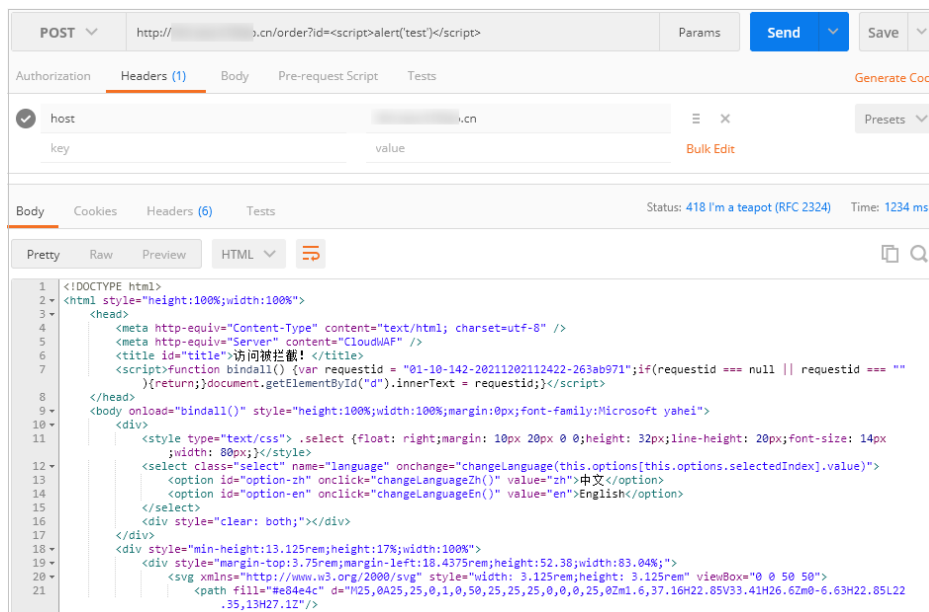 POST http:// .cn/order?id=<script>alert('test')</script> Params Send Save
Authorization Headers (1) Body Pre-request Script Tests Generate Coc
host .cn Presets
key value Bulk Edit
Body Cookies Headers (6) Tests Status: 418 I'm a teapot (RFC 2324) Time: 1234 ms
Pretty Raw Preview HTML
1 <!DOCTYPE html>
2 <html style="height:100%;width:100%">
3 <head>
4 <meta http-equiv="Content-Type" content="text/html; charset=utf-8" />
5 <meta http-equiv="Server" content="CloudWAF" />
6 <title id="title">访问被拦截！</title>
7 <script>function bindall() {var requestid = "01-10-142-20211202112422-263ab971";if(requestid === null || requestid === ""
){return;}document.getElementById("d").innerText = requestid;}</script>
8 </head>
9 <body onload="bindall()" style="height:100%;width:100%;margin:0px;font-family:Microsoft yahei">
10 <div>
11 <style type="text/css"> .select {float: right;margin: 10px 20px 0 0;height: 32px;line-height: 20px;font-size: 14px
;width: 80px;}</style>
12 <select class="select" name="language" onchange="changeLanguage(this.options[this.options.selectedIndex].value)">
13 <option id="option-zh" onclick="changeLanguageZh()" value="zh">中文</option>
14 <option id="option-en" onclick="changeLanguageEn()" value="en">English</option>
15 </select>
16 <div style="clear: both;"></div>
17 </div>
18 <div style="min-height:13.125rem;height:17%;width:100%">
19 <div style="margin-top:3.75rem;margin-left:18.4375rem;height:52.38;width:83.04%;">
20 <svg xmlns="http://www.w3.org/2000/svg" style="width: 3.125rem;height: 3.125rem" viewBox="0 0 50 50">
21 <path fill="#e84e4c" d="M25,0A25,25,0,1,0,50,25,25,25,0,0,0,25,0Zm1.6,37.16H22.85V33.41H26.6Zm0-6.63H22.85L22
.35,13H27.1Z"/>